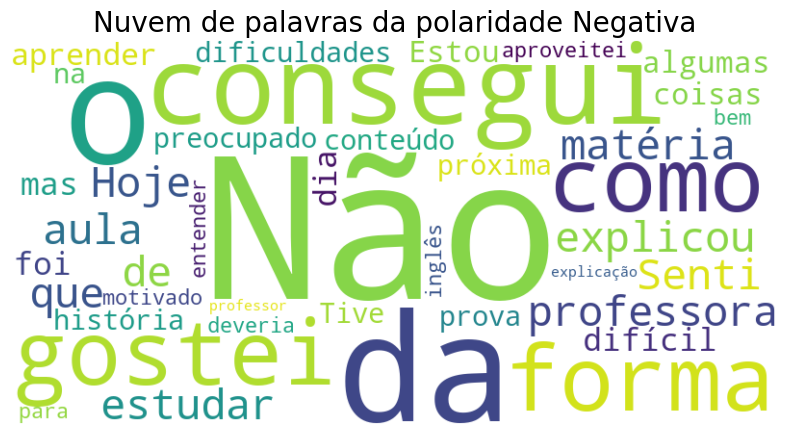 Nuvem de palavras da polaridade Negativa
aprender
dificuldades
Estou
aproveitei
algumas
na
o
consegui
coisas
bem
preocupado
conteúdo
matéria
próxima
mas
Hoje
dia
como
Não
entender
aula
explicou
foi
de
inglês
explicação
Senti
que
motivado
professor
história
deveria
Tive
prova
professora
difícil
gostei
da
forma
para
estudar